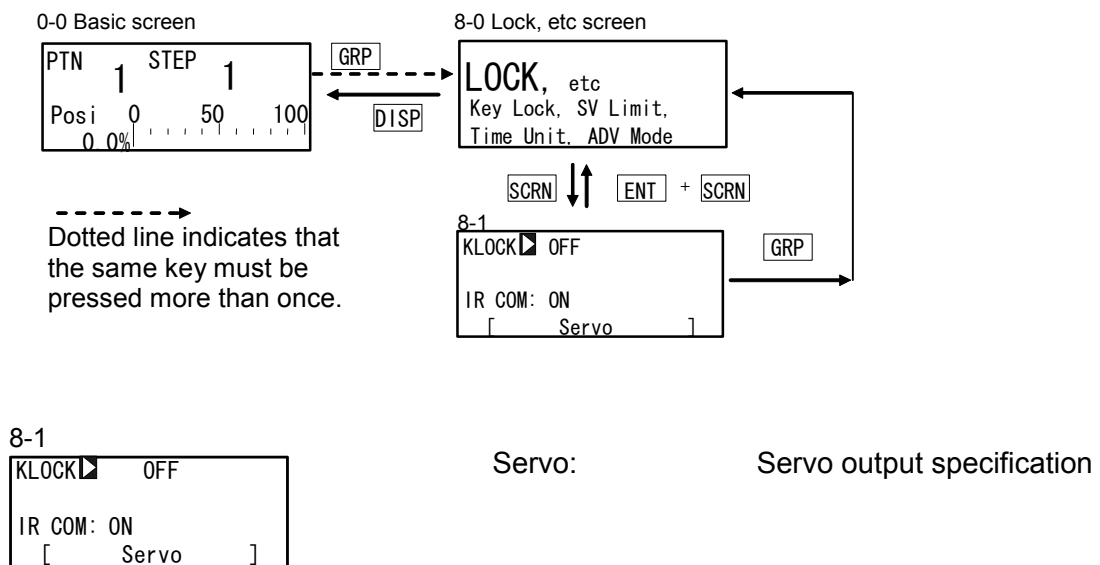 0-0 Basic screen
8-0 Lock, etc screen
PTN 1 STEP 1
Posi 0 50 100
0.0%
GRP
DISP
LOCK, etc
Key Lock, SV Limit,
Time Unit, ADV Mode
SCRN
ENT + SCRN
Dotted line indicates that
the same key must be
pressed more than once.
8-1
KLOCK OFF
IR COM: ON
[ Servo ]
GRP
8-1
KLOCK OFF
IR COM: ON
[ Servo ]
Servo: Servo output specification